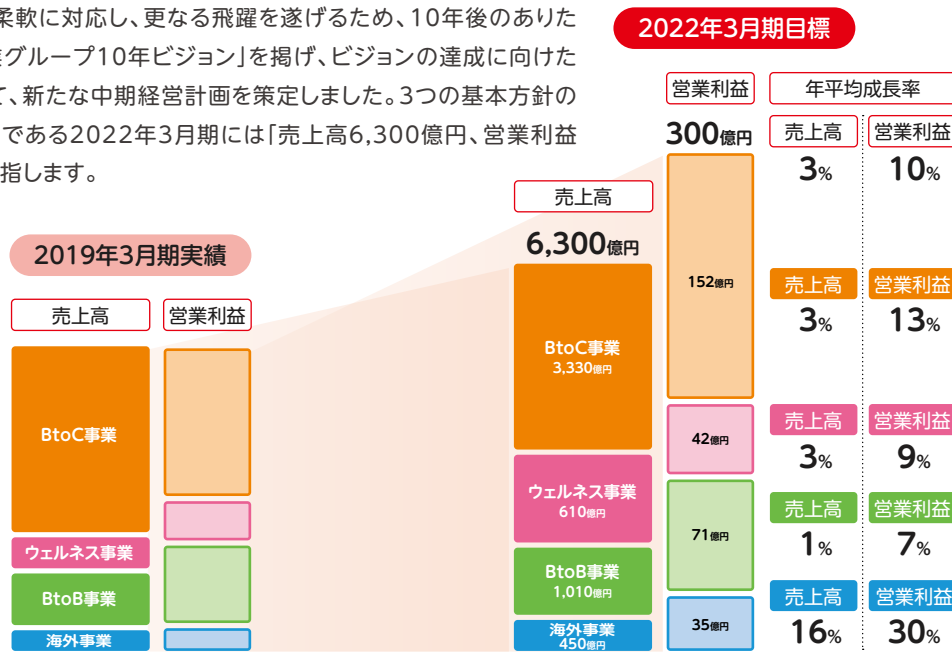 柔軟に対応し、更なる飛躍を遂げるため、10年後のありた
グループ10年ビジョン」を掲げ、ビジョンの達成に向けた
、新たな中期経営計画を策定しました。3つの基本方針の
である2022年3月期には「売上高6,300億円、営業利益
指します。
2022年3月期目標
営業利益
年平均成長率
300億円
売上高
営業利益
3%
10%
売上高
6,300億円
2019年3月期実績
売上高
営業利益
BtoC事業
ウェルネス事業
BtoB事業
海外事業
BtoC事業
3,330億円
ウェルネス事業
610億円
BtoB事業
1,010億円
海外事業
450億円
152億円
42億円
71億円
35億円
売上高
営業利益
3%
13%
売上高
営業利益
3%
9%
売上高
営業利益
1%
7%
売上高
営業利益
16%
30%